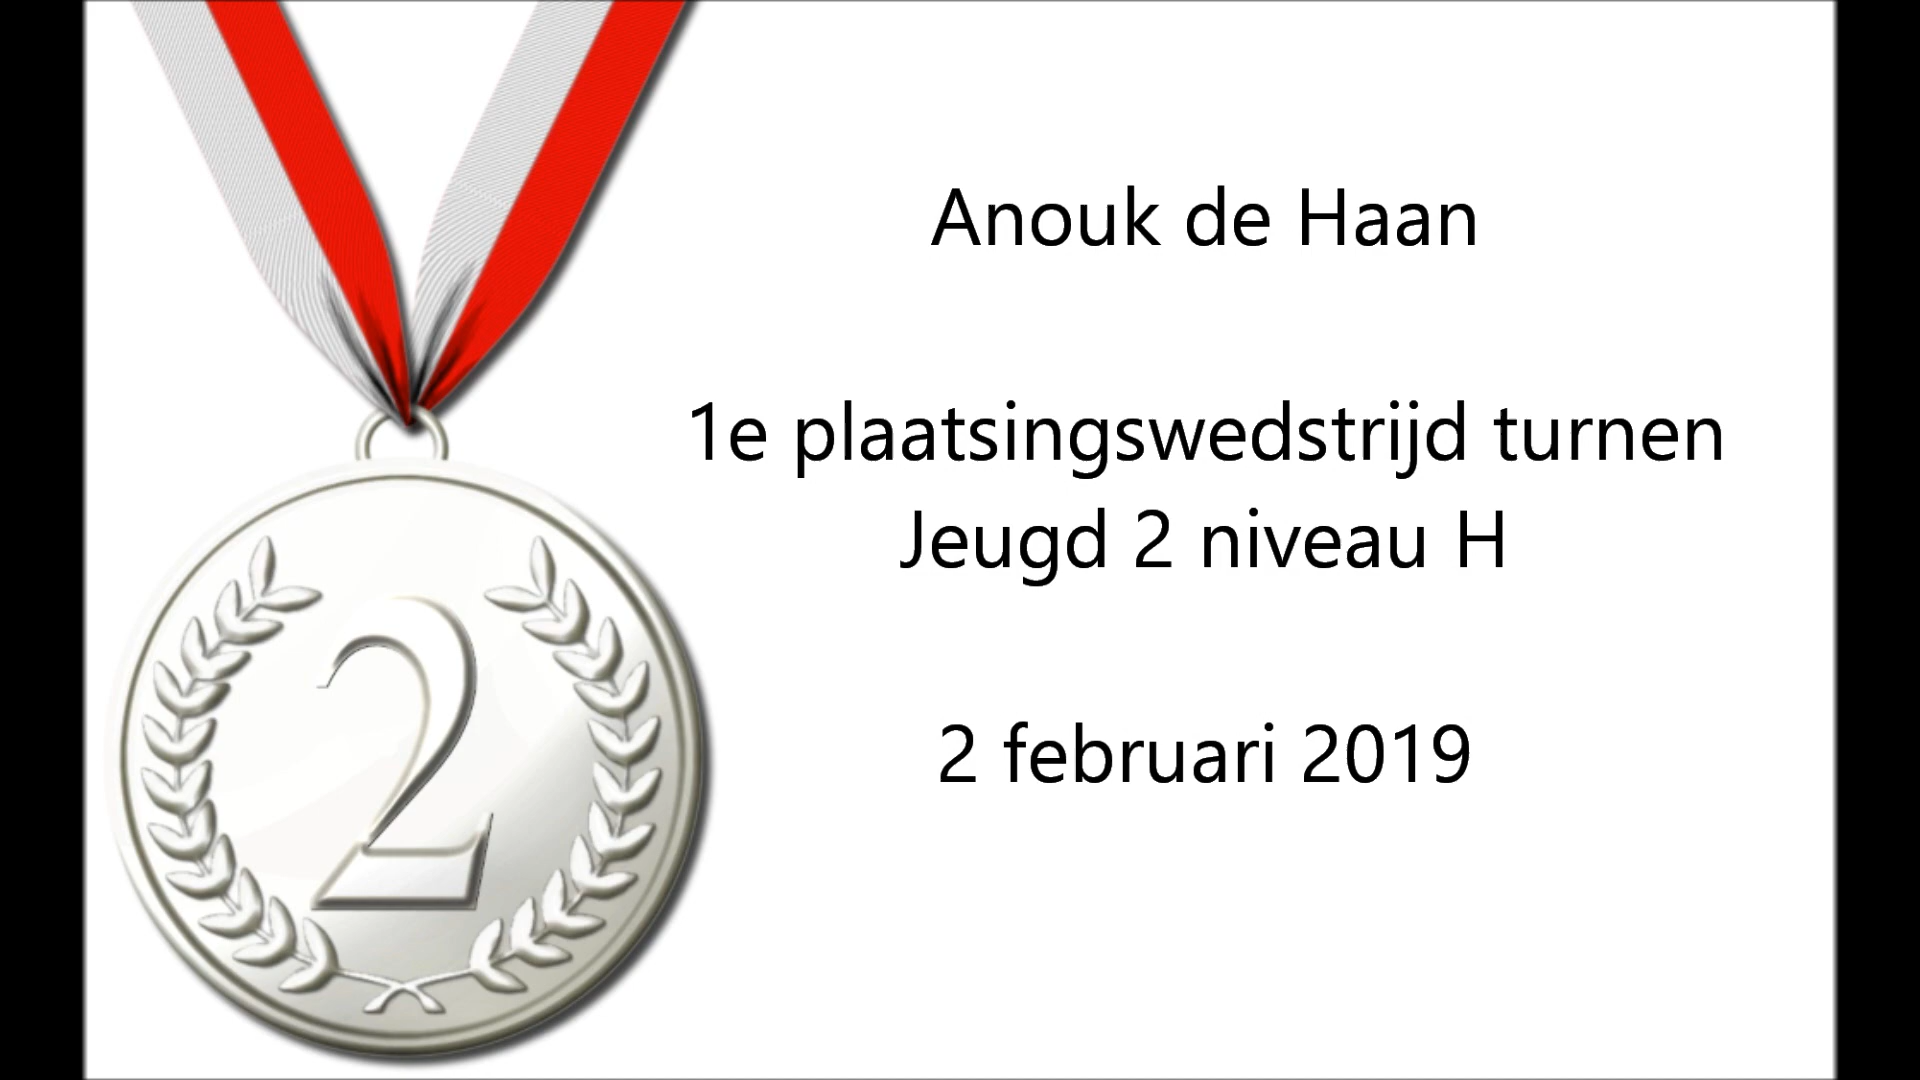 Anouk de Haan
1e plaatsingswedstrijd turnen
Jeugd 2 niveau H
2 februari 2019
2